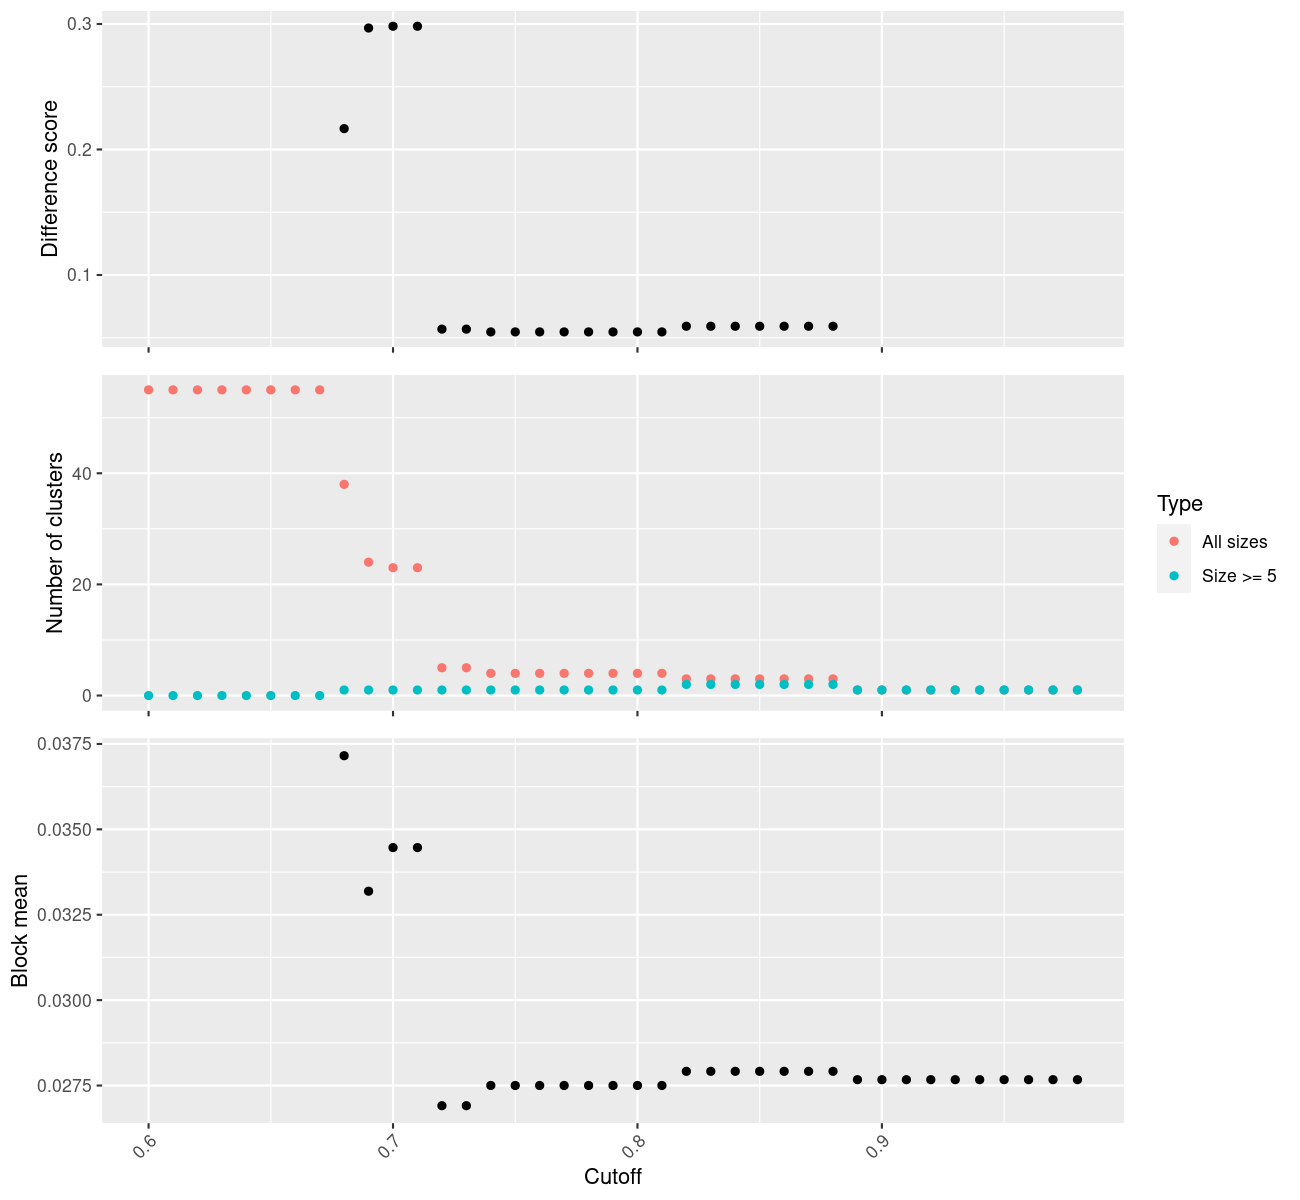 Difference score
0.3
0.2
0.1
Number of clusters
40
20
0
Type
All sizes
Size >= 5
Block mean
0.0375
0.0350
0.0325
0.0300
0.0275
0.6
0.7
0.8
0.9
Cutoff